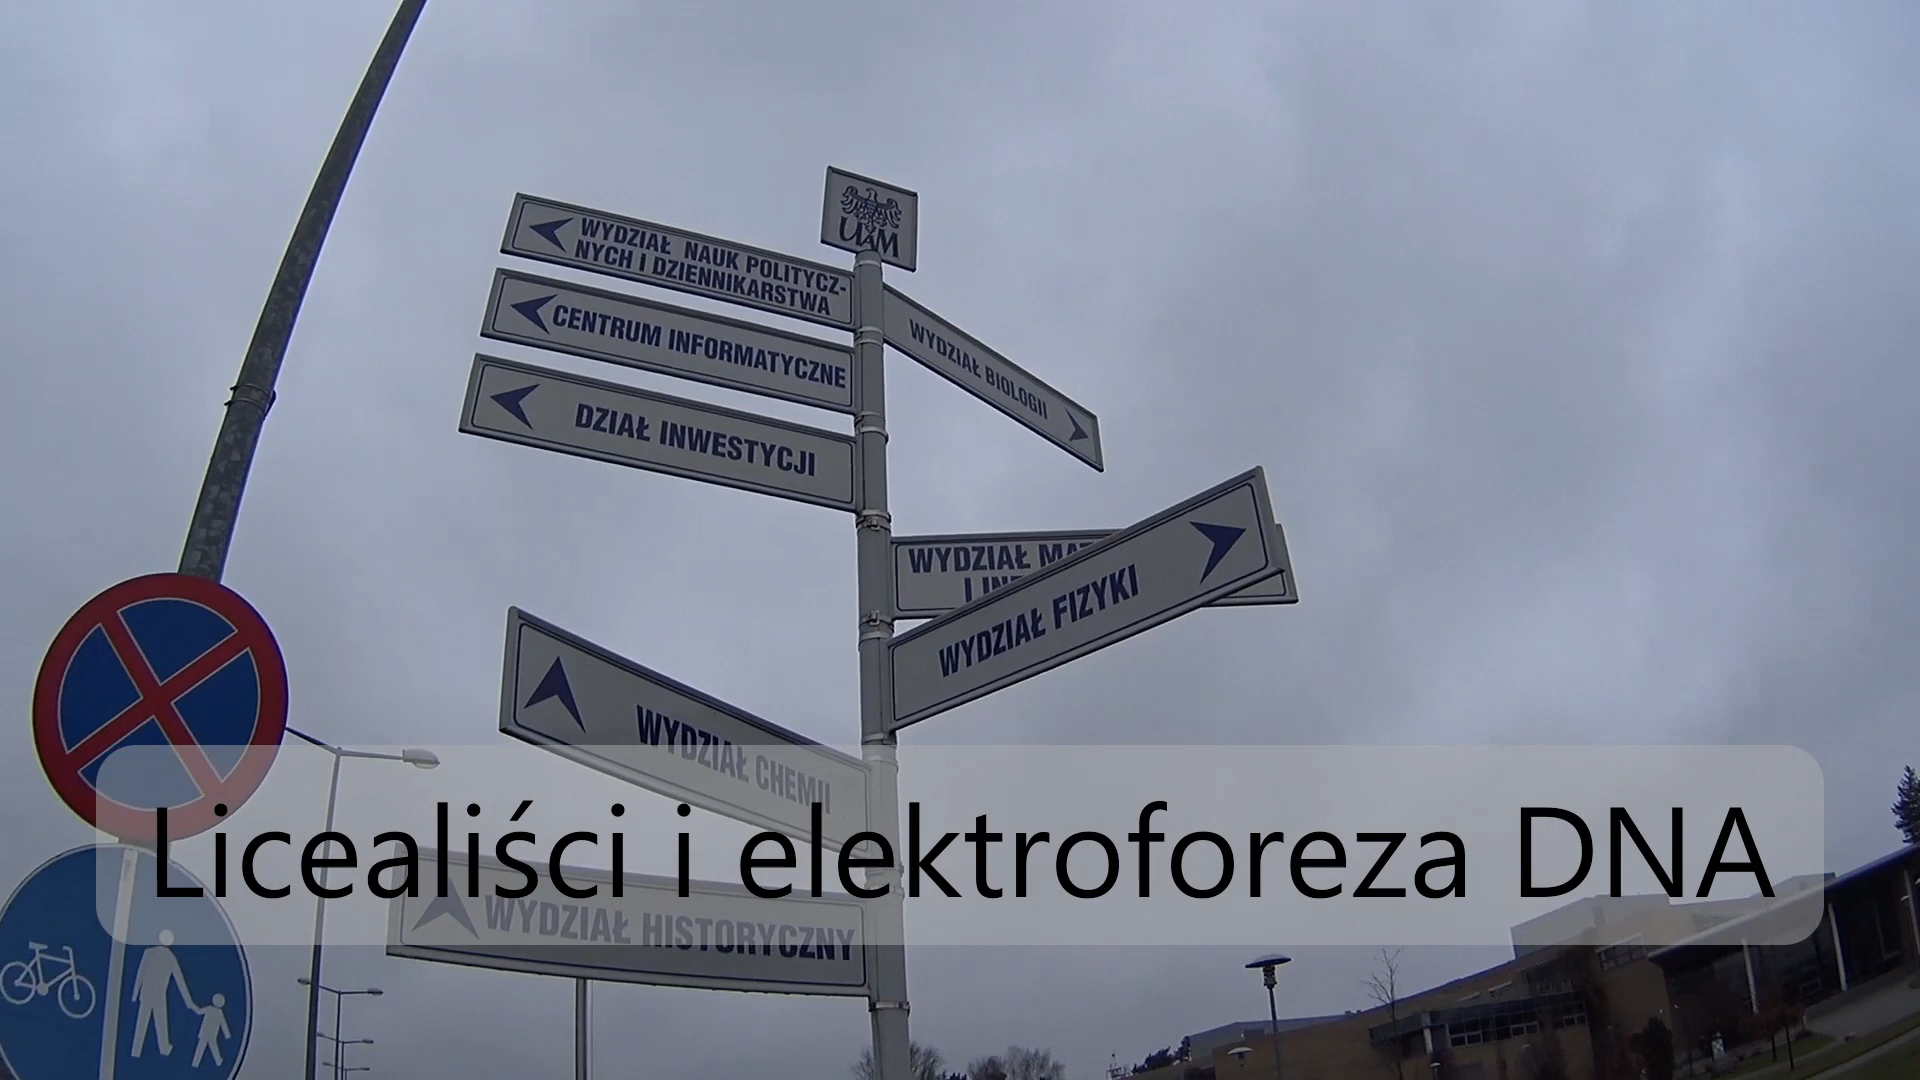 UAM
WYDZIAŁ NAUK POLITYCZ-
NYCH I DZIENNIKARSTWA
WYDZIAŁ BIOLOGII
CENTRUM INFORMATYCZNE
DZIAŁ INWESTYCJI
WYDZIAŁ
WYDZIAŁ FIZYKI
WYDZIAŁ CHEMII
Licealiści i elektroforeza DNA
WYDZIAŁ HISTORYCZNY